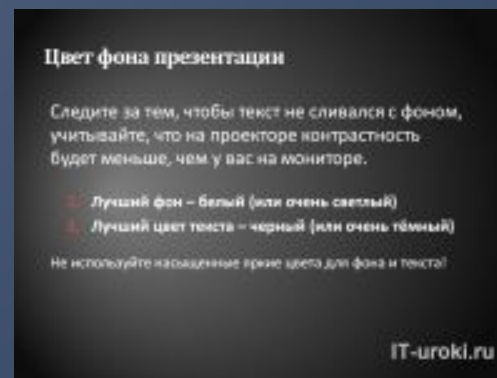 Цвет фона презентации
Следите за тем, чтобы текст не сливался с фоном,
учитывайте, что на проекторе контрастность
будет меньше, чем у вас на мониторе.
1. Лучший фон – белый (или очень светлый)
2. Лучший цвет текста – черный (или очень тёмный)
Не используйте насыщенные яркие цвета для фона и текста!
IT-uroki.ru